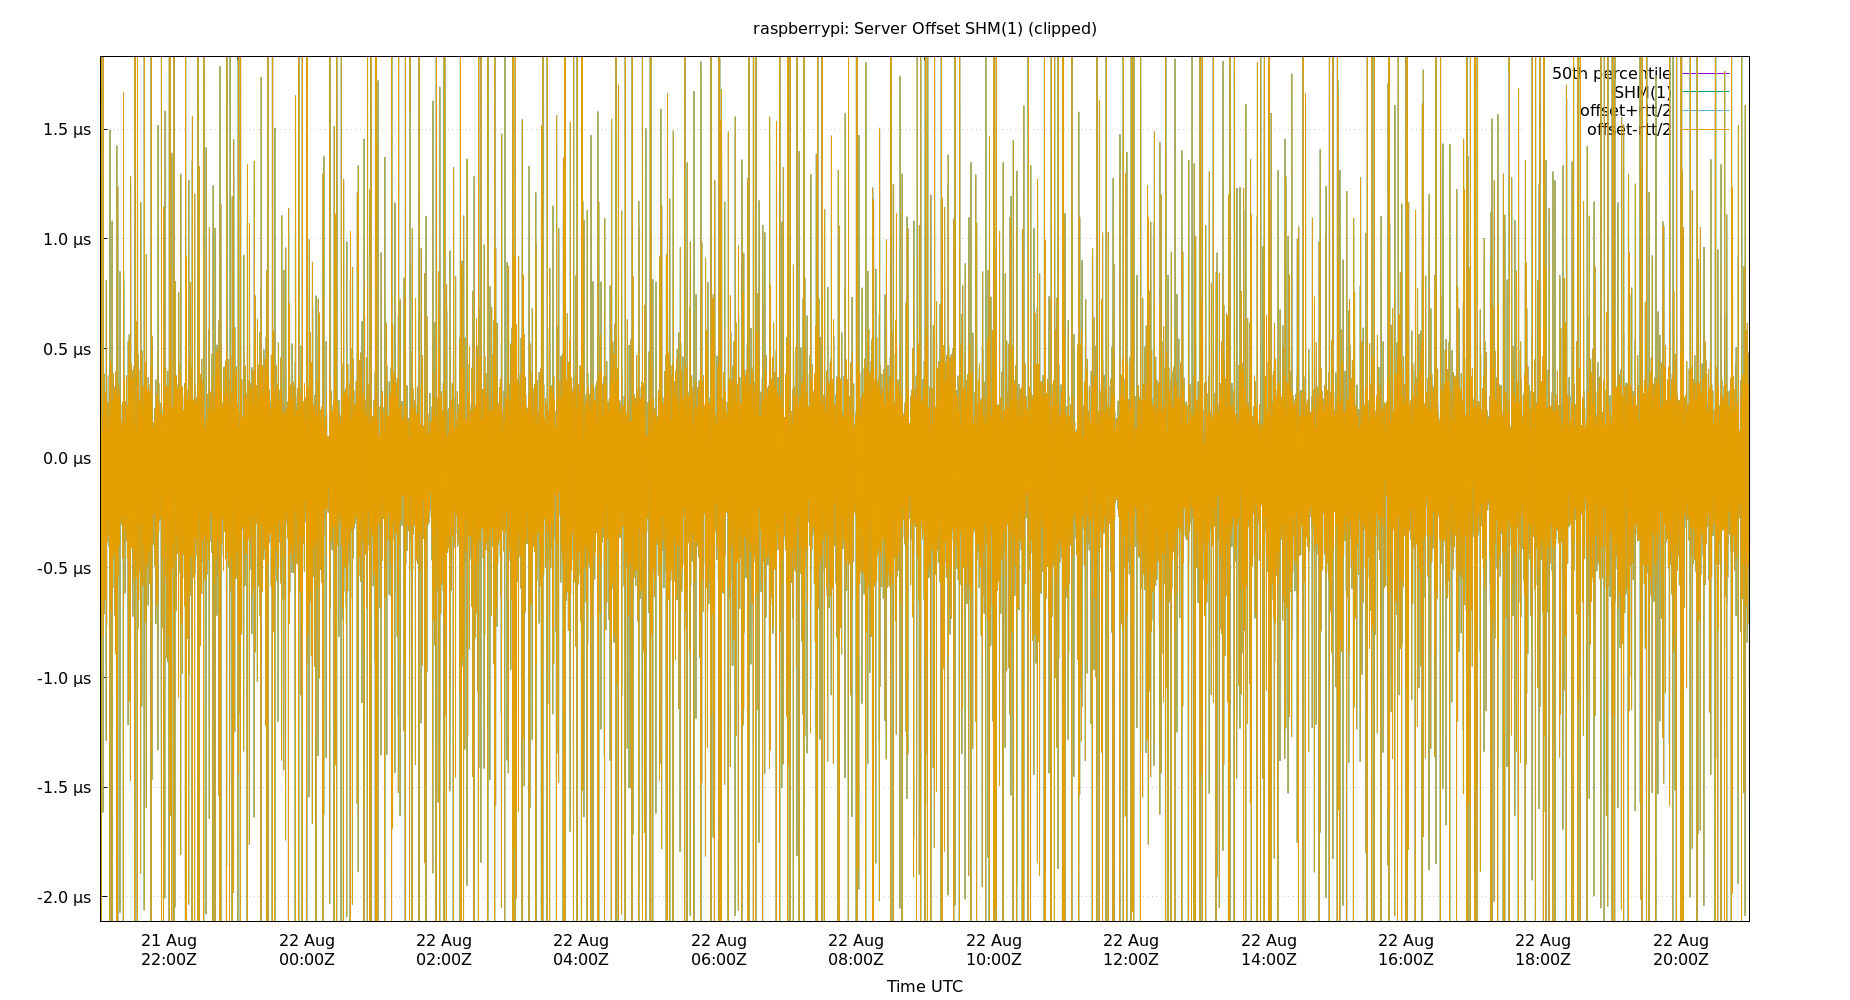 raspberrypi: Server Offset SHM(1) (clipped)
50th percentile
SHM(1)
offset+rtt/2
offset-rtt/2
1.5 µs
1.0 µs
0.5 µs
0.0 µs
-0.5 µs
-1.0 µs
-1.5 µs
-2.0 µs
21 Aug 22 Aug 22 Aug 22 Aug 22 Aug 22 Aug 22 Aug 22 Aug 22 Aug 22 Aug 22 Aug 22 Aug
22:00Z 00:00Z 02:00Z 04:00Z 06:00Z 08:00Z 10:00Z 12:00Z 14:00Z 16:00Z 18:00Z 20:00Z
Time UTC